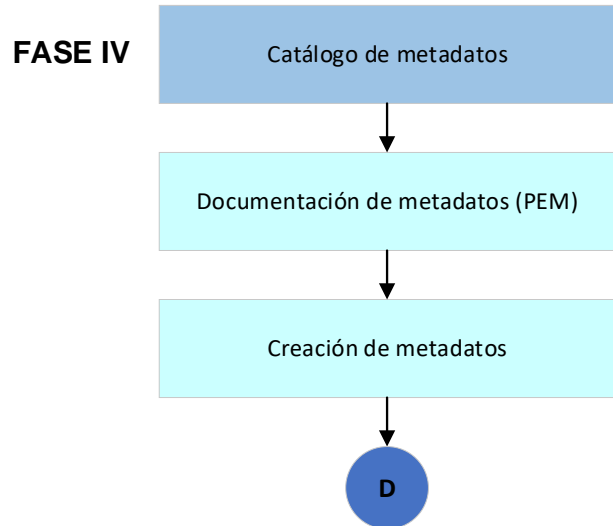 FASE IV
Catálogo de metadatos
Documentación de metadatos (PEM)
Creación de metadatos
D